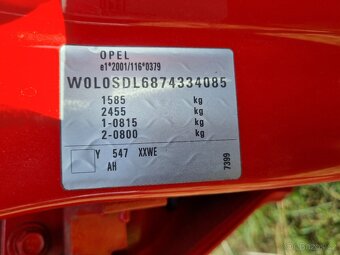 OPEL
e1*2001/116*0379
W0L0SDL6874334085
1585 kg
2455 kg
1-0815 kg
2-0800 kg
Y 547 XXWE
AH
7399